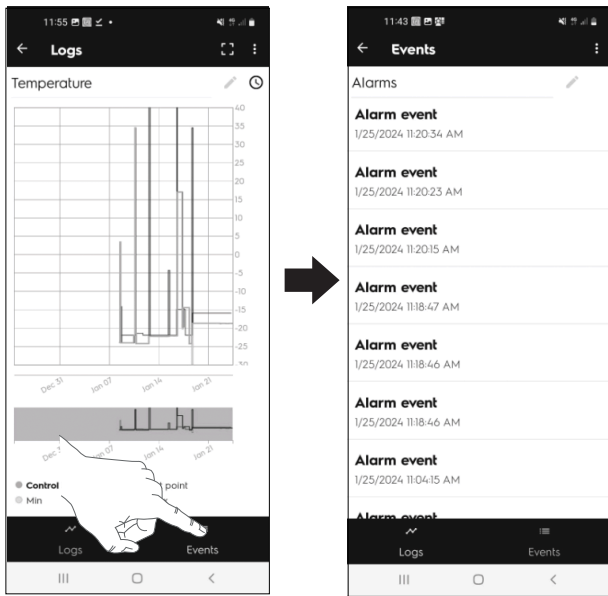 11:55
Logs
Temperature
40
35
30
25
20
15
10
5
0
-5
-10
-15
-20
-25
-30
Dec 31 Jan 07 Jan 14 Jan 21
Jan 07 Jan 14 Jan 21
Control point
Min
Logs Events
11:43
Events
Alarms
Alarm event
1/25/2024 11:20:34 AM
Alarm event
1/25/2024 11:20:23 AM
Alarm event
1/25/2024 11:20:15 AM
Alarm event
1/25/2024 11:18:47 AM
Alarm event
1/25/2024 11:18:46 AM
Alarm event
1/25/2024 11:18:46 AM
Alarm event
1/25/2024 11:04:15 AM
Alarm event
Logs Events